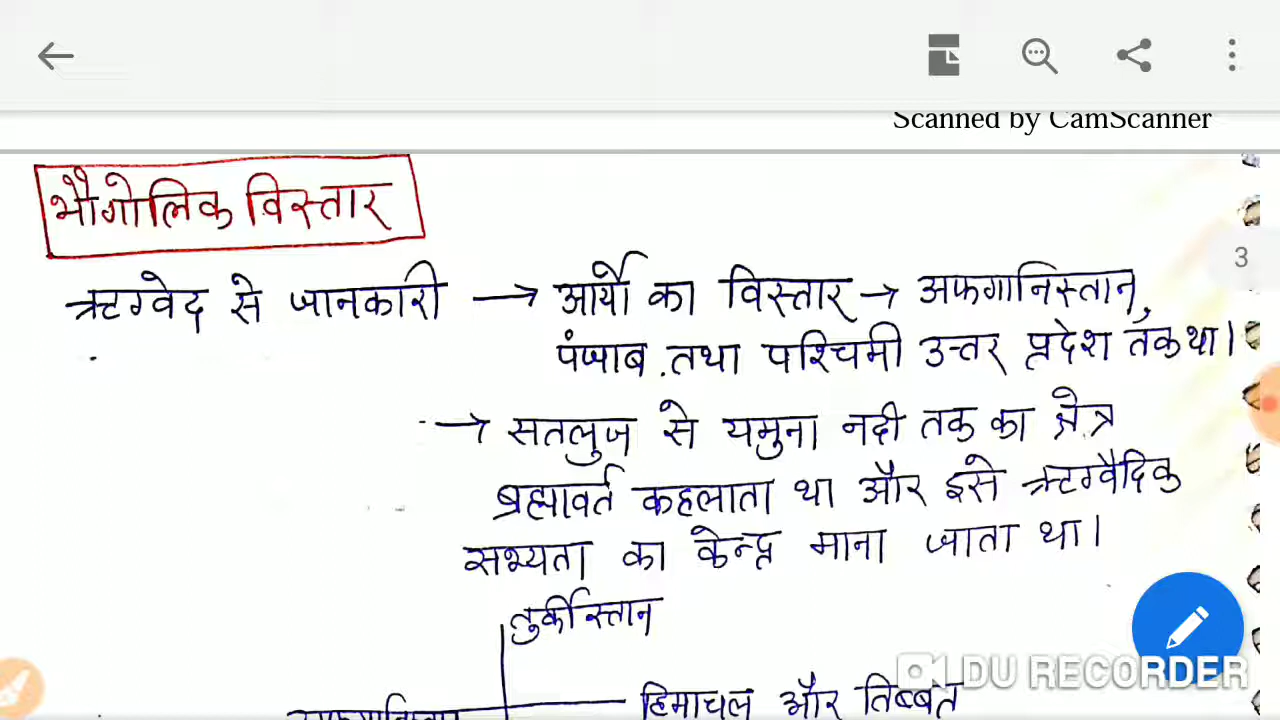 Scanned by CamScanner
भौगोलिक विस्तार
3
ऋग्वेद से जानकारी → आर्यो का विस्तार → अफगानिस्तान,
पंजाब तथा पश्चिमी उत्तर प्रदेश तक था।
→ सतलुज से यमुना नदी तक का क्षेत्र
ब्रह्मावर्त कहलाता था और इसे ऋग्वैदिक
सभ्यता का केन्द्र माना जाता था।
तुर्कीस्तान
हिमाचल और तिब्बत
DU RECORDER